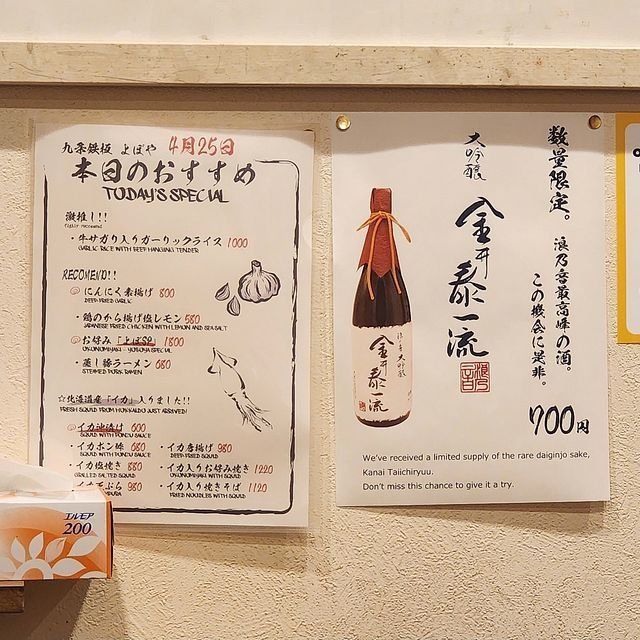 九条鉄板 よぼや 4月25日
本日のおすすめ
TODAY'S SPECIAL
激推し!!
・牛サガリ入りガーリックライス 1000
GARLIC RICE WITH BEEF HANGING TENDER
RECOMEND!!
にんにく素揚げ 800
DEEP FRIED GARLIC
・鶏のから揚げ塩レモン 580
JAPANESE FRIED CHICKEN WITH LEMON AND SEA SALT
お好み「よぼSP」 1800
OKONOMIYAKI - YOBOYA SPECIAL
・蒸し豚ラーメン 680
STEAMED PORK RAMEN
☆北海道産「イカ」入りました!!
FRESH SQUID FROM HOKKAIDO JUST ARRIVED!
イカ沖漬け 600
SQUID WITH PONZU SAUCE
・イカポン酢 680
SQUID WITH PONZU SAUCE
・イカ塩焼き 880
GRILLED SALTED SQUID
天ぷら 980
・イカ唐揚げ 980
DEEP FRIED SQUID
・イカ入りお好み焼き 1220
OKONOMIYAKI WITH SQUID
・イカ入り焼きそば 1120
FRIED NOODLES WITH SQUID
エルモア
200
数量限定。
浪乃音最高峰の酒。
この機会に是非。
大吟醸
金井泰一流
大吟醸
金井泰一流
700円
We've received a limited supply of the rare daiginjo sake,
Kanai Taiichiryuu.
Don't miss this chance to give it a try.